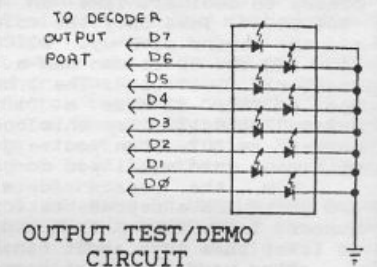 TO DECODER
OUTPUT
PORT
D7
D6
D5
D4
D3
D2
D1
DØ
OUTPUT TEST/DEMO
CIRCUIT